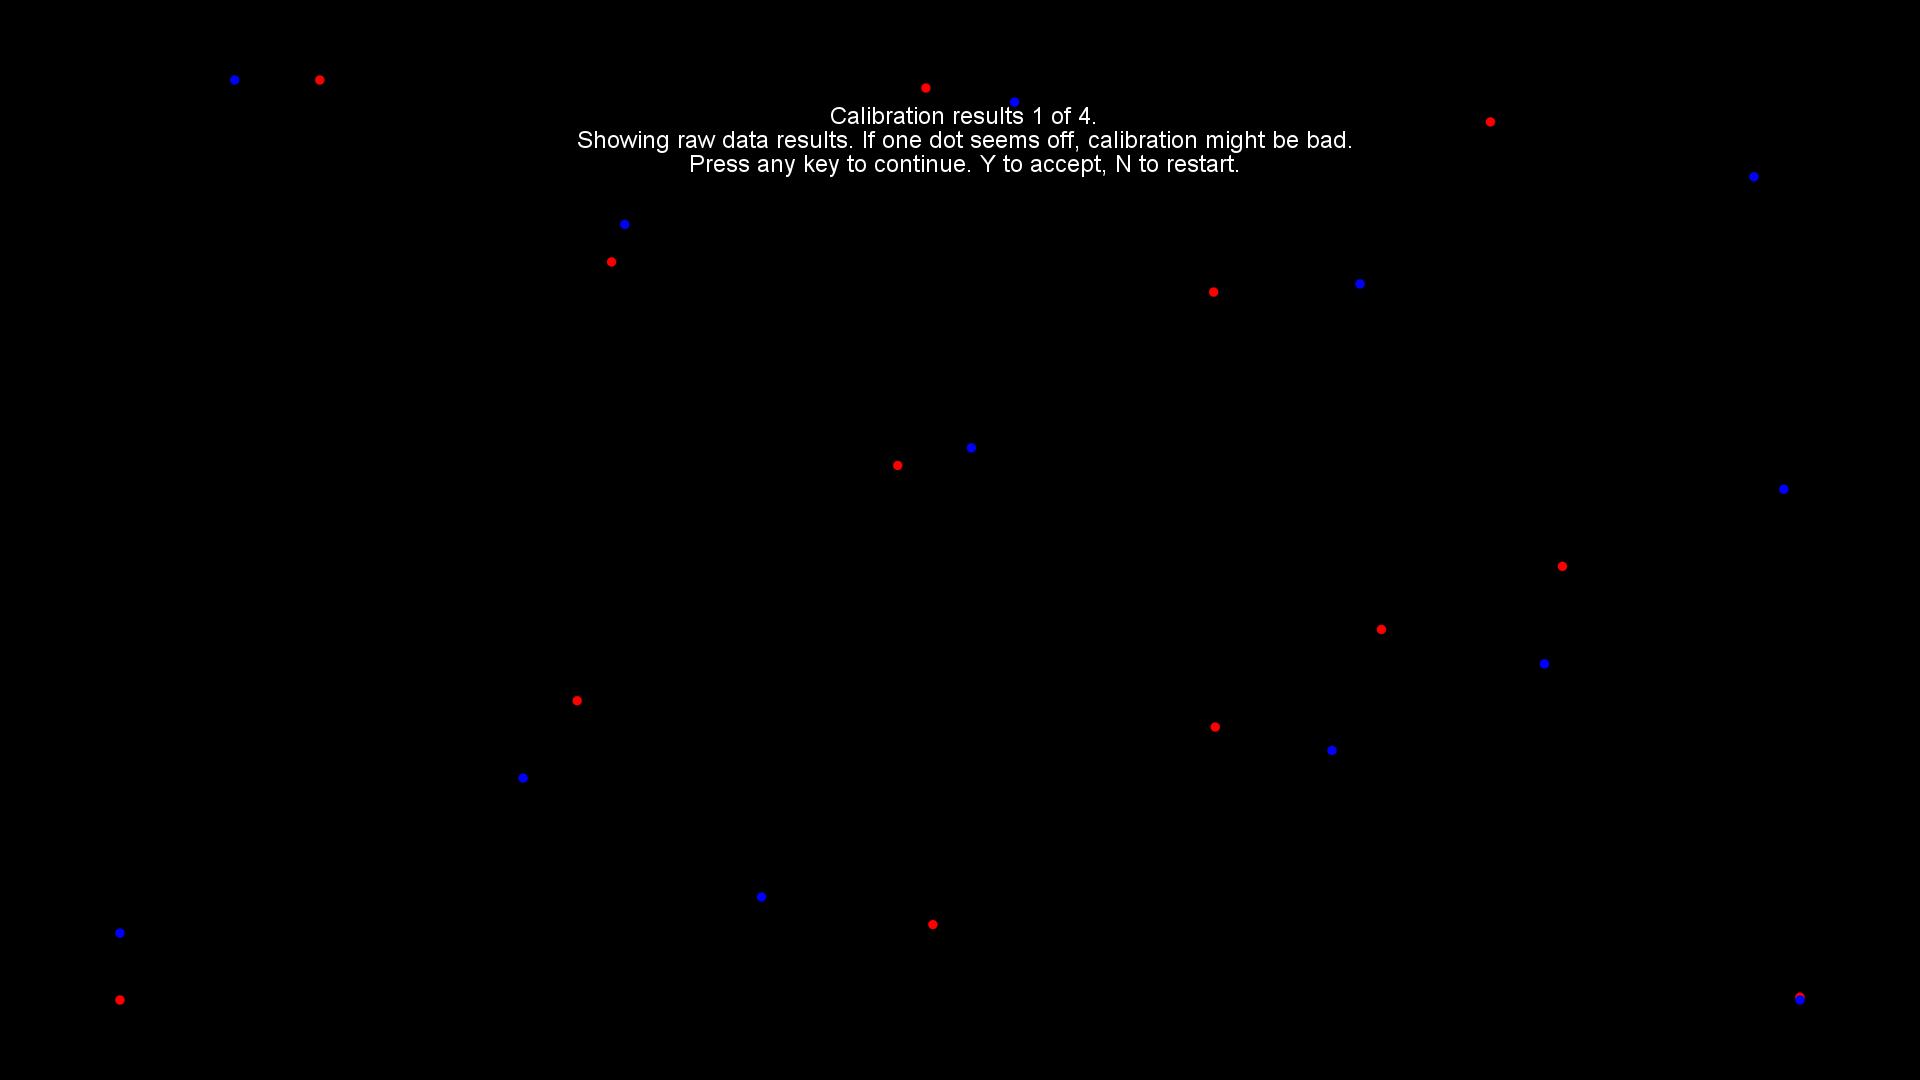 Calibration results 1 of 4.
Showing raw data results. If one dot seems off, calibration might be bad.
Press any key to continue. Y to accept, N to restart.